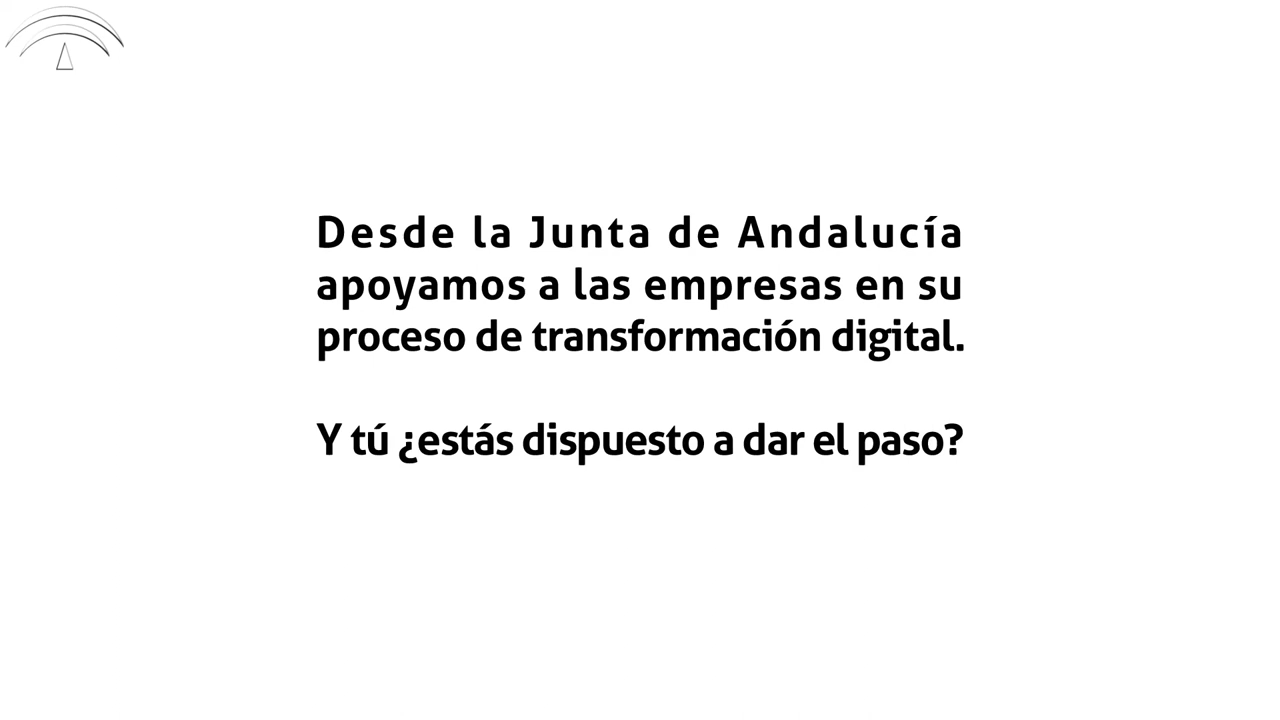 Desde la Junta de Andalucía
apoyamos a las empresas en su
proceso de transformación digital.
Y tú ¿estás dispuesto a dar el paso?